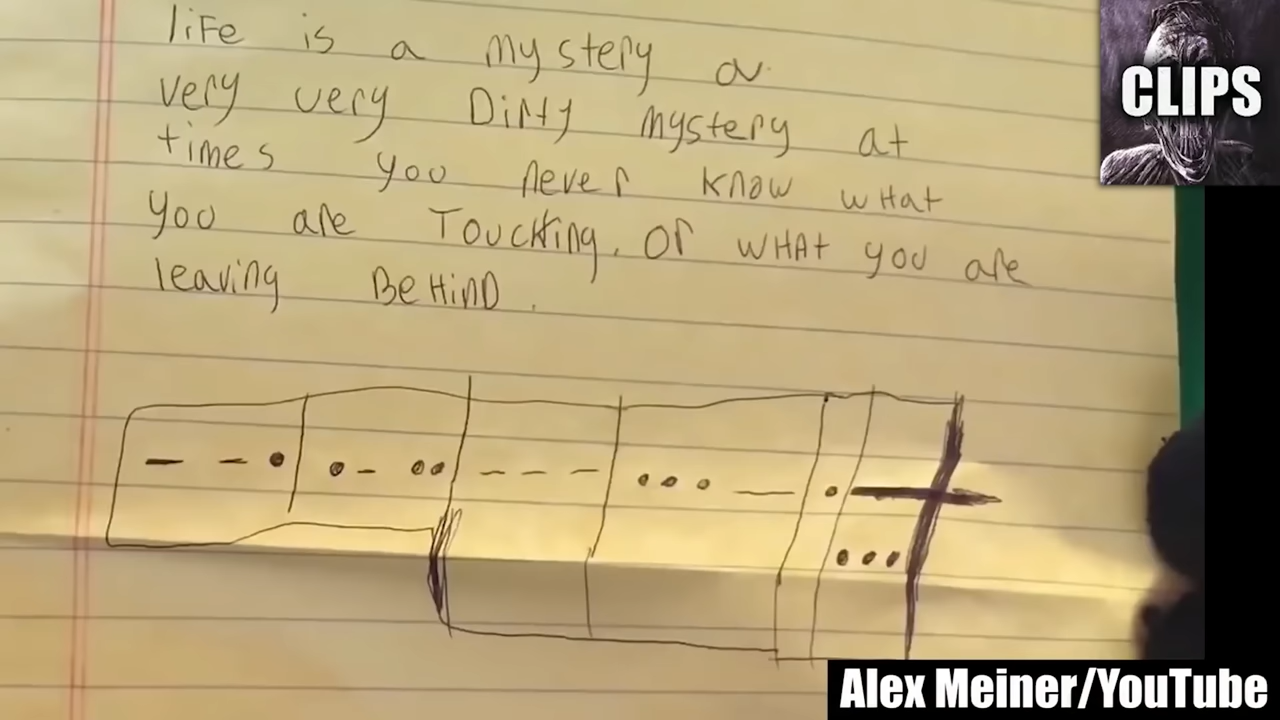 life is a mystery a
very very Dirty mystery at
times you never know what
you are Toucking. or WHAt you are
leaving BeHinD.
— — • • — • • — — — • • • — • —
• • •
CLIPS
Alex Meiner/YouTube